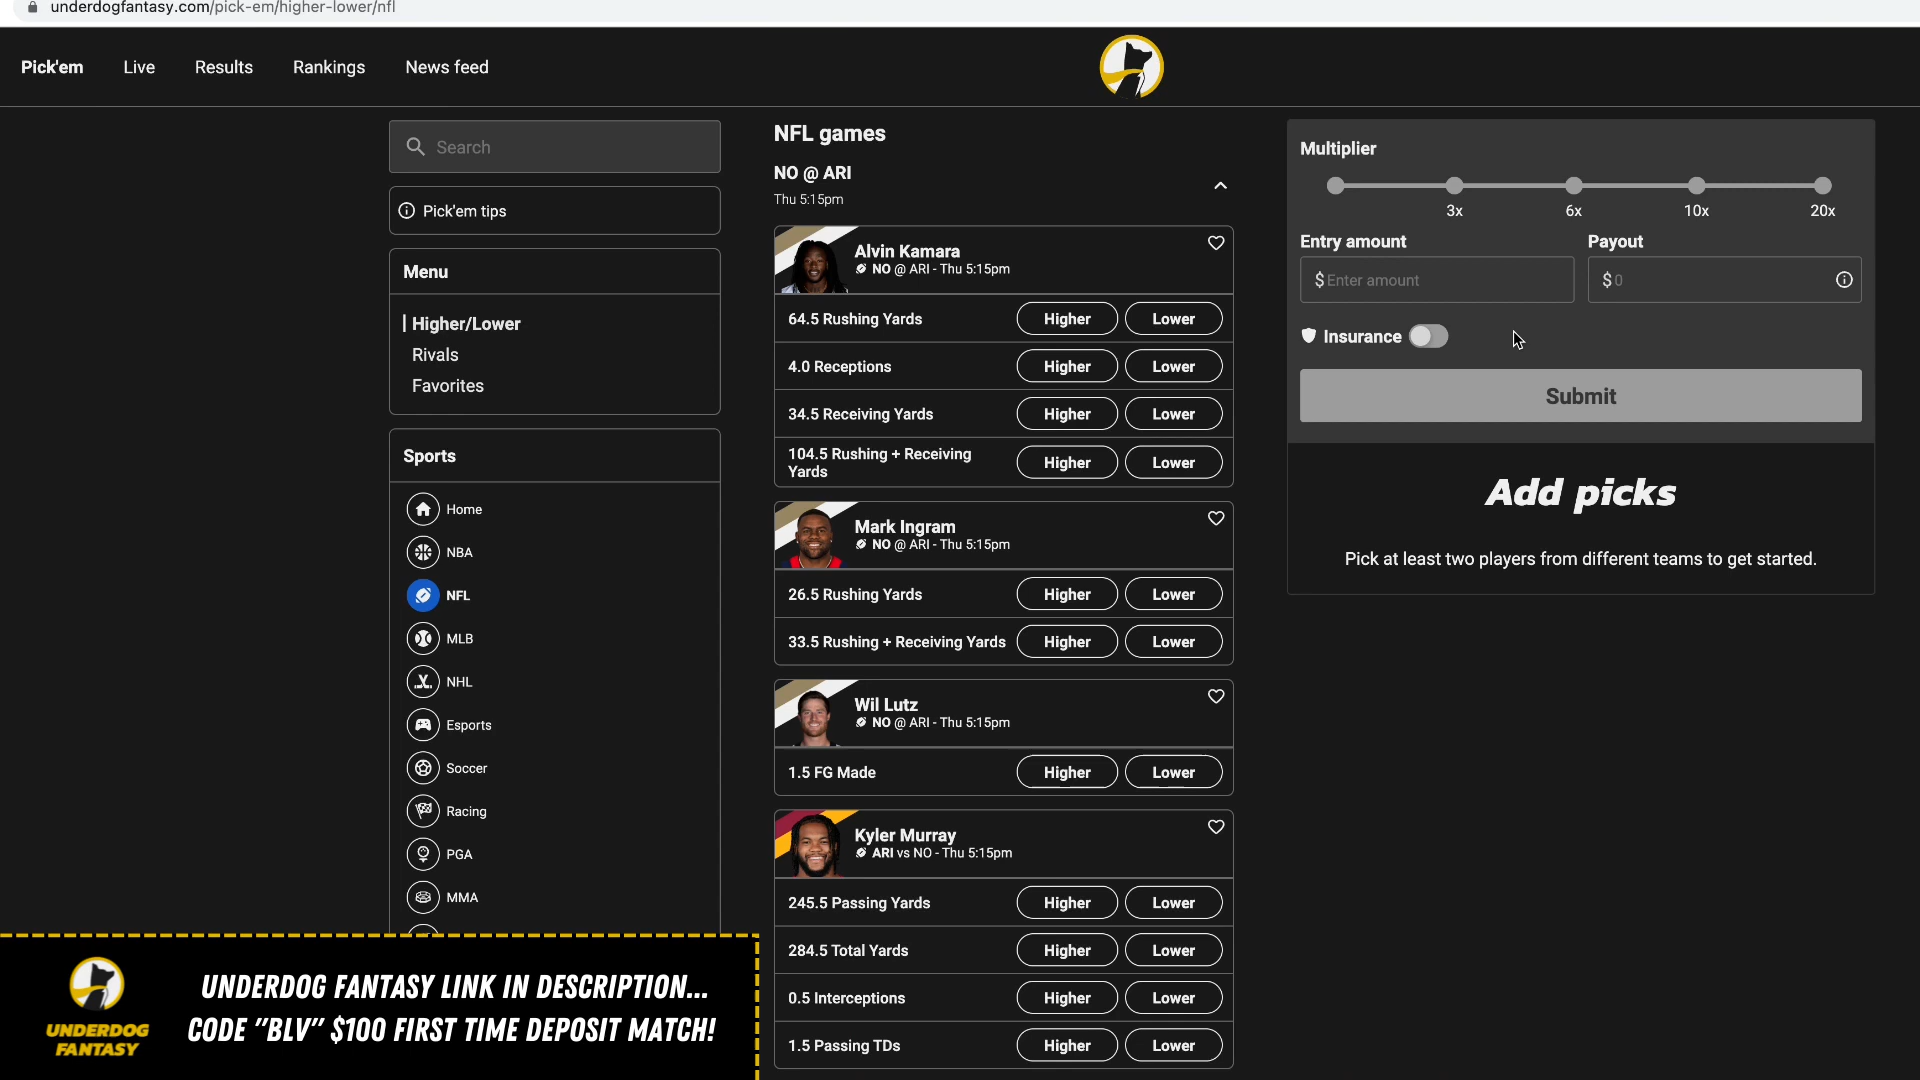 underdogfantasy.com/pick-em/higher-lower/nfl
Pick'em
Live
Results
Rankings
News feed
Search
Pick'em tips
Menu
Higher/Lower
Rivals
Favorites
Sports
Home
NBA
NFL
MLB
NHL
Esports
Soccer
Racing
PGA
MMA
NFL games
NO @ ARI
Thu 5:15pm
Alvin Kamara
NO @ ARI - Thu 5:15pm
64.5 Rushing Yards Higher Lower
4.0 Receptions Higher Lower
34.5 Receiving Yards Higher Lower
104.5 Rushing + Receiving
Yards Higher Lower
Mark Ingram
NO @ ARI - Thu 5:15pm
26.5 Rushing Yards Higher Lower
33.5 Rushing + Receiving Yards Higher Lower
Wil Lutz
NO @ ARI - Thu 5:15pm
1.5 FG Made Higher Lower
Kyler Murray
ARI vs NO - Thu 5:15pm
245.5 Passing Yards Higher Lower
284.5 Total Yards Higher Lower
0.5 Interceptions Higher Lower
1.5 Passing TDs Higher Lower
Multiplier
3x 6x 10x 20x
Entry amount Payout
$ Enter amount $ 0
Insurance
Submit
Add picks
Pick at least two players from different teams to get started.
UNDERDOG
FANTASY
UNDERDOG FANTASY LINK IN DESCRIPTION...
CODE "BLV" $100 FIRST TIME DEPOSIT MATCH!